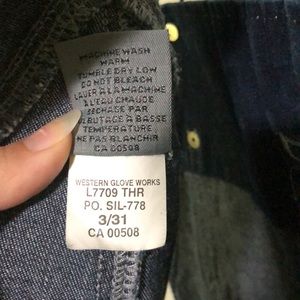 MACHINE WASH
WARM
TUMBLE DRY LOW
DO NOT BLEACH
LAVER A LA MACHINE
A L'EAU CHAUDE
SECHAGE PAR
CULBUTAGE A BASSE
TEMPERATURE
NE PAS BLANCHIR
CA 00508
WESTERN GLOVE WORKS
L7709 THR
PO. SIL-778
3/31
CA 00508